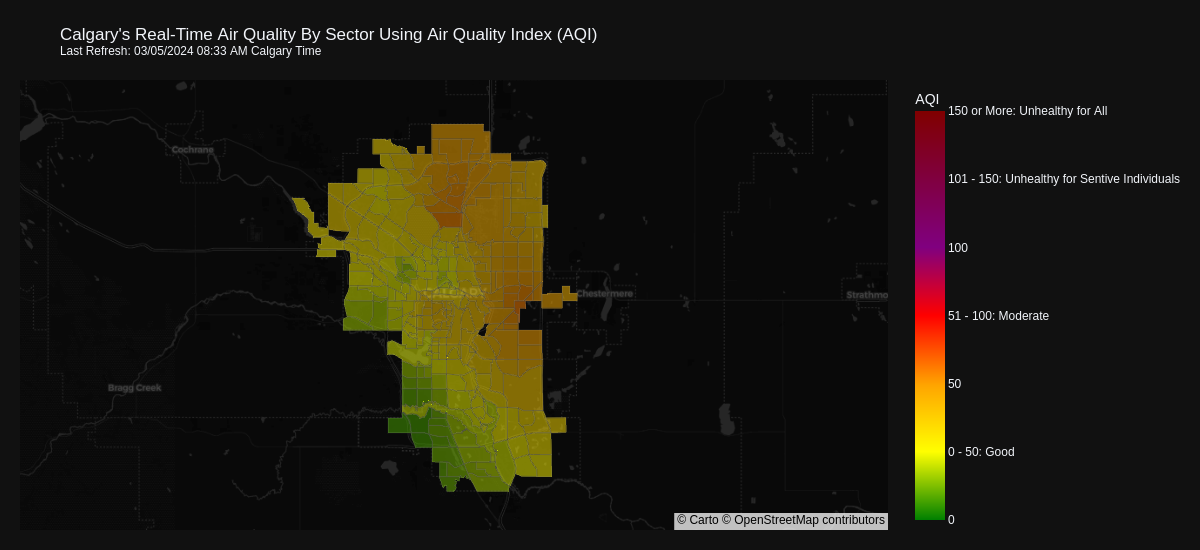 Calgary's Real-Time Air Quality By Sector Using Air Quality Index (AQI)
Last Refresh: 03/05/2024 08:33 AM Calgary Time
AQI
150 or More: Unhealthy for All
Cochrane
101 - 150: Unhealthy for Sentive Individuals
100
CALGARY
Chestermere
Strathmo
51 - 100: Moderate
50
Bragg Creek
0 - 50: Good
0
© Carto © OpenStreetMap contributors